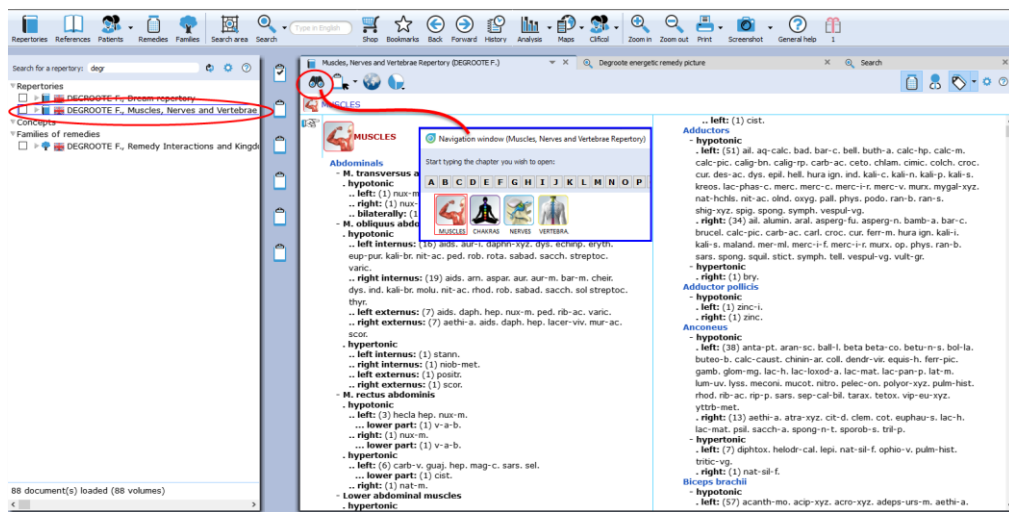 Repertories References Patients Remedies Families Search area Search Type in English Shop Bookmarks Back Forward History Analysis Maps Clificol Zoom in Zoom out Print Screenshot General help 1
Search for a repertory: degr
Repertories
DEGROOTE F., Dream repertory
DEGROOTE F., Muscles, Nerves and Vertebrae
Concepts
Families of remedies
DEGROOTE F., Remedy Interactions and Kingd
88 document(s) loaded (88 volumes)
Muscles, Nerves and Vertebrae Repertory (DEGROOTE F.)
Degroote energetic remedy picture
Search
MUSCLES
MUSCLES
Abdominals
- M. transversus a
. hypotonic
.. left: (1) nux-m
.. right: (1) nux-
.. bilaterally: (1
- M. obliquus abdo
. hypotonic
.. left internus: (16) aids. aur-i. daphn-xyz. dys. echinp. eryth.
eup-pur. kali-br. nit-ac. ped. rob. rota. sabad. sacch. streptoc.
varic.
.. right internus: (19) aids. arn. aspar. aur. aur-m. bar-m. cheir.
dys. ind. kali-br. molu. nit-ac. rhod. rob. sabad. sacch. sol streptoc.
thyr.
.. left externus: (7) aids. daph. hep. nux-m. ped. rib-ac. varic.
.. right externus: (7) aethi-a. aids. daph. hep. lacer-viv. mur-ac.
scor.
. hypertonic
.. left internus: (1) stann.
.. right internus: (1) niob-met.
.. left externus: (1) positr.
.. right externus: (1) scor.
- M. rectus abdominis
. hypotonic
.. left: (3) hecla hep. nux-m.
... lower part: (1) v-a-b.
.. right: (1) nux-m.
... lower part: (1) v-a-b.
. hypertonic
.. left: (6) carb-v. guaj. hep. mag-c. sars. sel.
... lower part: (1) cist.
.. right: (1) nat-m.
- Lower abdominal muscles
. hypertonic
Navigation window (Muscles, Nerves and Vertebrae Repertory)
Start typing the chapter you wish to open:
A B C D E F G H I J K L M N O P
MUSCLES CHAKRAS NERVES VERTEBRA.
.. left: (1) cist.
Adductors
- hypotonic
. left: (51) ail. aq-calc. bad. bar-c. bell. buth-a. calc-hp. calc-m.
calc-pic. calig-bn. calig-rp. carb-ac. ceto. chlam. cimic. colch. croc.
cur. des-ac. dys. epil. hell. hura ign. ind. kali-c. kali-n. kali-p. kali-s.
kreos. lac-phas-c. merc. merc-c. merc-i-r. merc-v. murx. mygal-xyz.
nat-hchls. nit-ac. olnd. oxyg. pall. phys. podo. ran-b. ran-s.
shig-xyz. spig. spong. symph. vespul-vg.
. right: (34) ail. alumin. aral. asperg-fu. asperg-n. bamb-a. bar-c.
brucel. calc-pic. carb-ac. carl. croc. cur. ferr-m. hura ign. kali-i.
kali-s. maland. mer-ml. merc-i-f. merc-i-r. murx. op. phys. ran-b.
sars. spong. squil. stict. symph. tell. vespul-vg. vult-gr.
- hypertonic
. right: (1) bry.
Adductor pollicis
- hypotonic
. left: (1) zinc-i.
. right: (1) zinc.
Anconeus
- hypotonic
. left: (38) anta-pt. aran-sc. ball-l. beta beta-co. betu-n-s. bol-la.
buteo-b. calc-caust. chinin-ar. coll. dendr-vir. equis-h. ferr-pic.
gamb. glom-mg. lac-h. lac-loxod-a. lac-mat. lac-pan-p. lat-m.
lum-uv. lyss. meconi. mucot. nitro. pelec-on. polyor-xyz. pulm-hist.
rhod. rib-ac. rip-p. sars. sep-cal-bil. tarax. tetox. vip-eu-xyz.
yttrb-met.
. right: (13) aethi-a. atra-xyz. cit-d. clem. cot. euphau-s. lac-h.
lac-mat. psil. sacch-a. spong-n-t. sporob-s. tril-p.
- hypertonic
. left: (7) diphtox. helodr-cal. lepi. nat-sil-f. ophio-v. pulm-hist.
tritic-vg.
. right: (1) nat-sil-f.
Biceps brachii
- hypotonic
. left: (57) acanth-mo. acip-xyz. acro-xyz. adeps-urs-m. aethi-a.